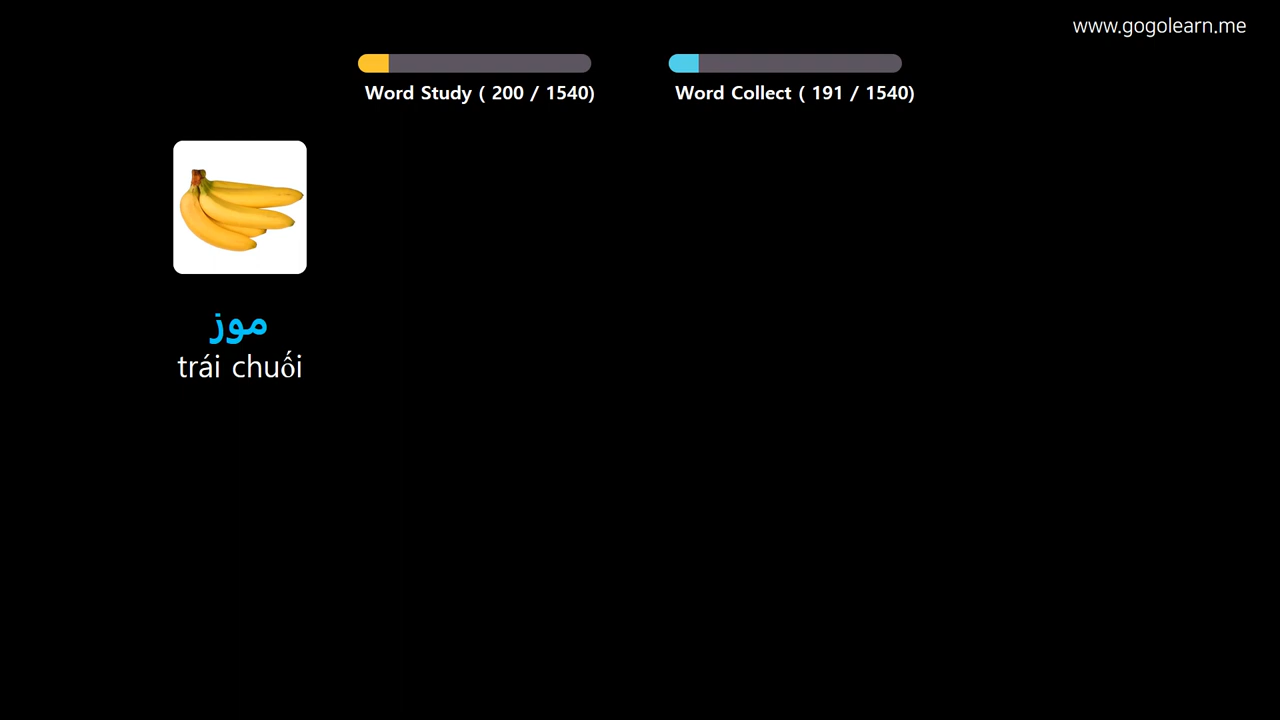 www.gogolearn.me
Word Study ( 200 / 1540)
Word Collect ( 191 / 1540)
موز
trái chuối